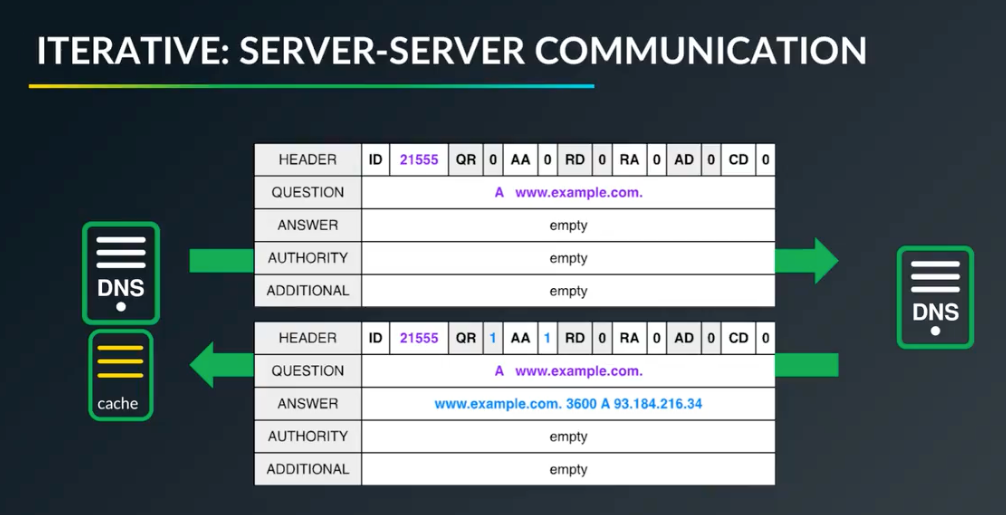 ITERATIVE: SERVER-SERVER COMMUNICATION
HEADER ID 21555 QR 0 AA 0 RD 0 RA 0 AD 0 CD 0
QUESTION A www.example.com.
ANSWER empty
AUTHORITY empty
ADDITIONAL empty
DNS
DNS
HEADER ID 21555 QR 1 AA 1 RD 0 RA 0 AD 0 CD 0
QUESTION A www.example.com.
ANSWER www.example.com. 3600 A 93.184.216.34
AUTHORITY empty
ADDITIONAL empty
cache